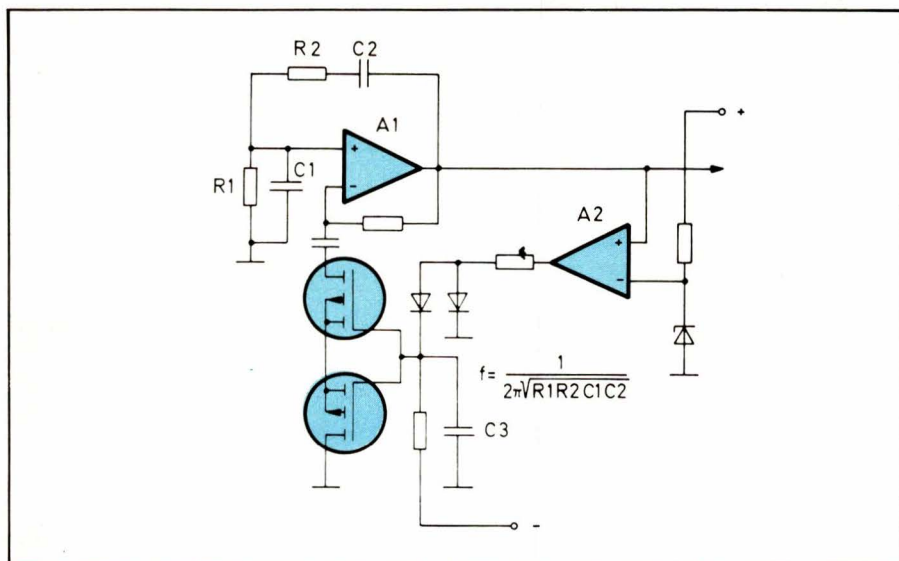 R2
C2
A1
+
+
-
R1
C1
A2
+
-
f= 1 / 2π√R1R2C1C2
C3
-